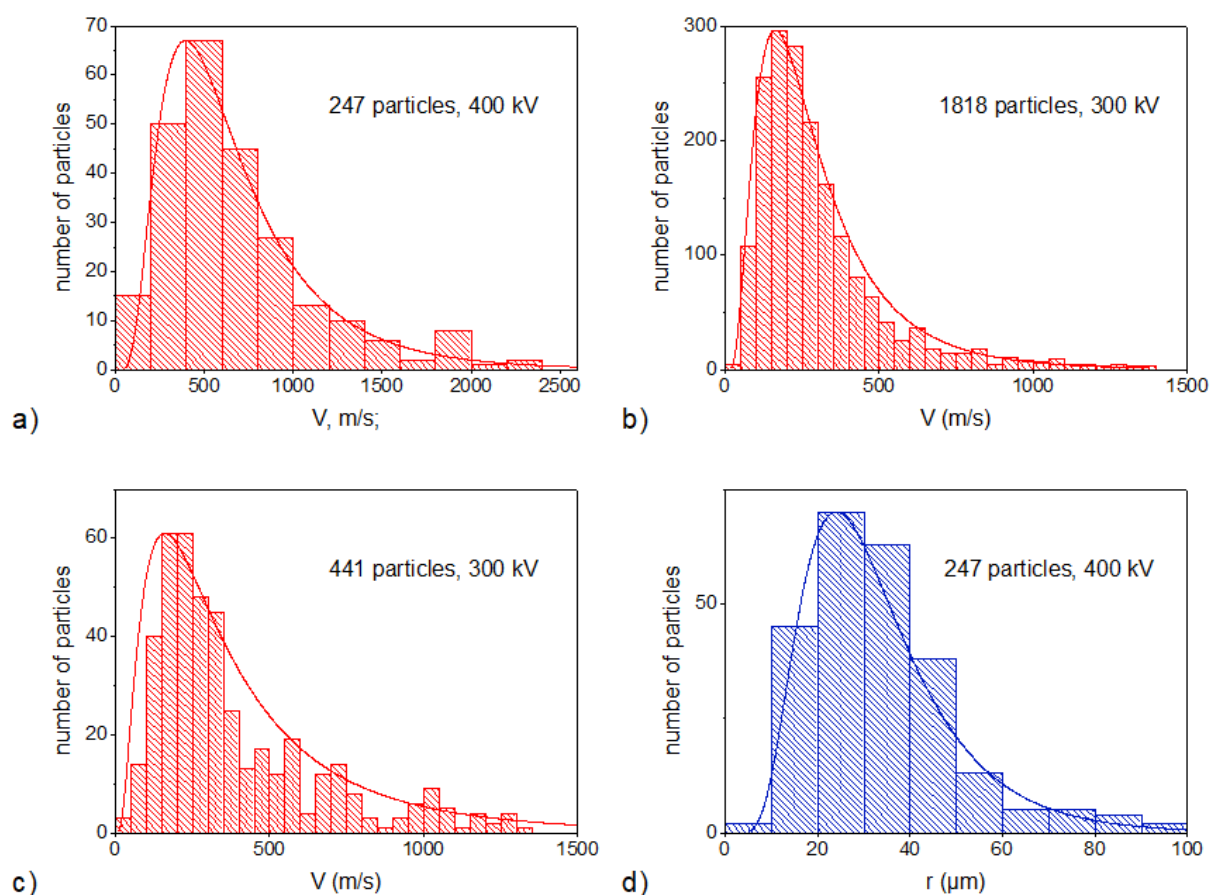 70
60
50
40
30
20
10
0
number of particles
247 particles, 400 kV
0 500 1000 1500 2000 2500
V, m/s;
a)
300
200
100
0
number of particles
1818 particles, 300 kV
0 500 1000 1500
V (m/s)
b)
60
40
20
0
number of particles
441 particles, 300 kV
0 500 1000 1500
V (m/s)
c)
50
0
number of particles
247 particles, 400 kV
0 20 40 60 80 100
r (µm)
d)